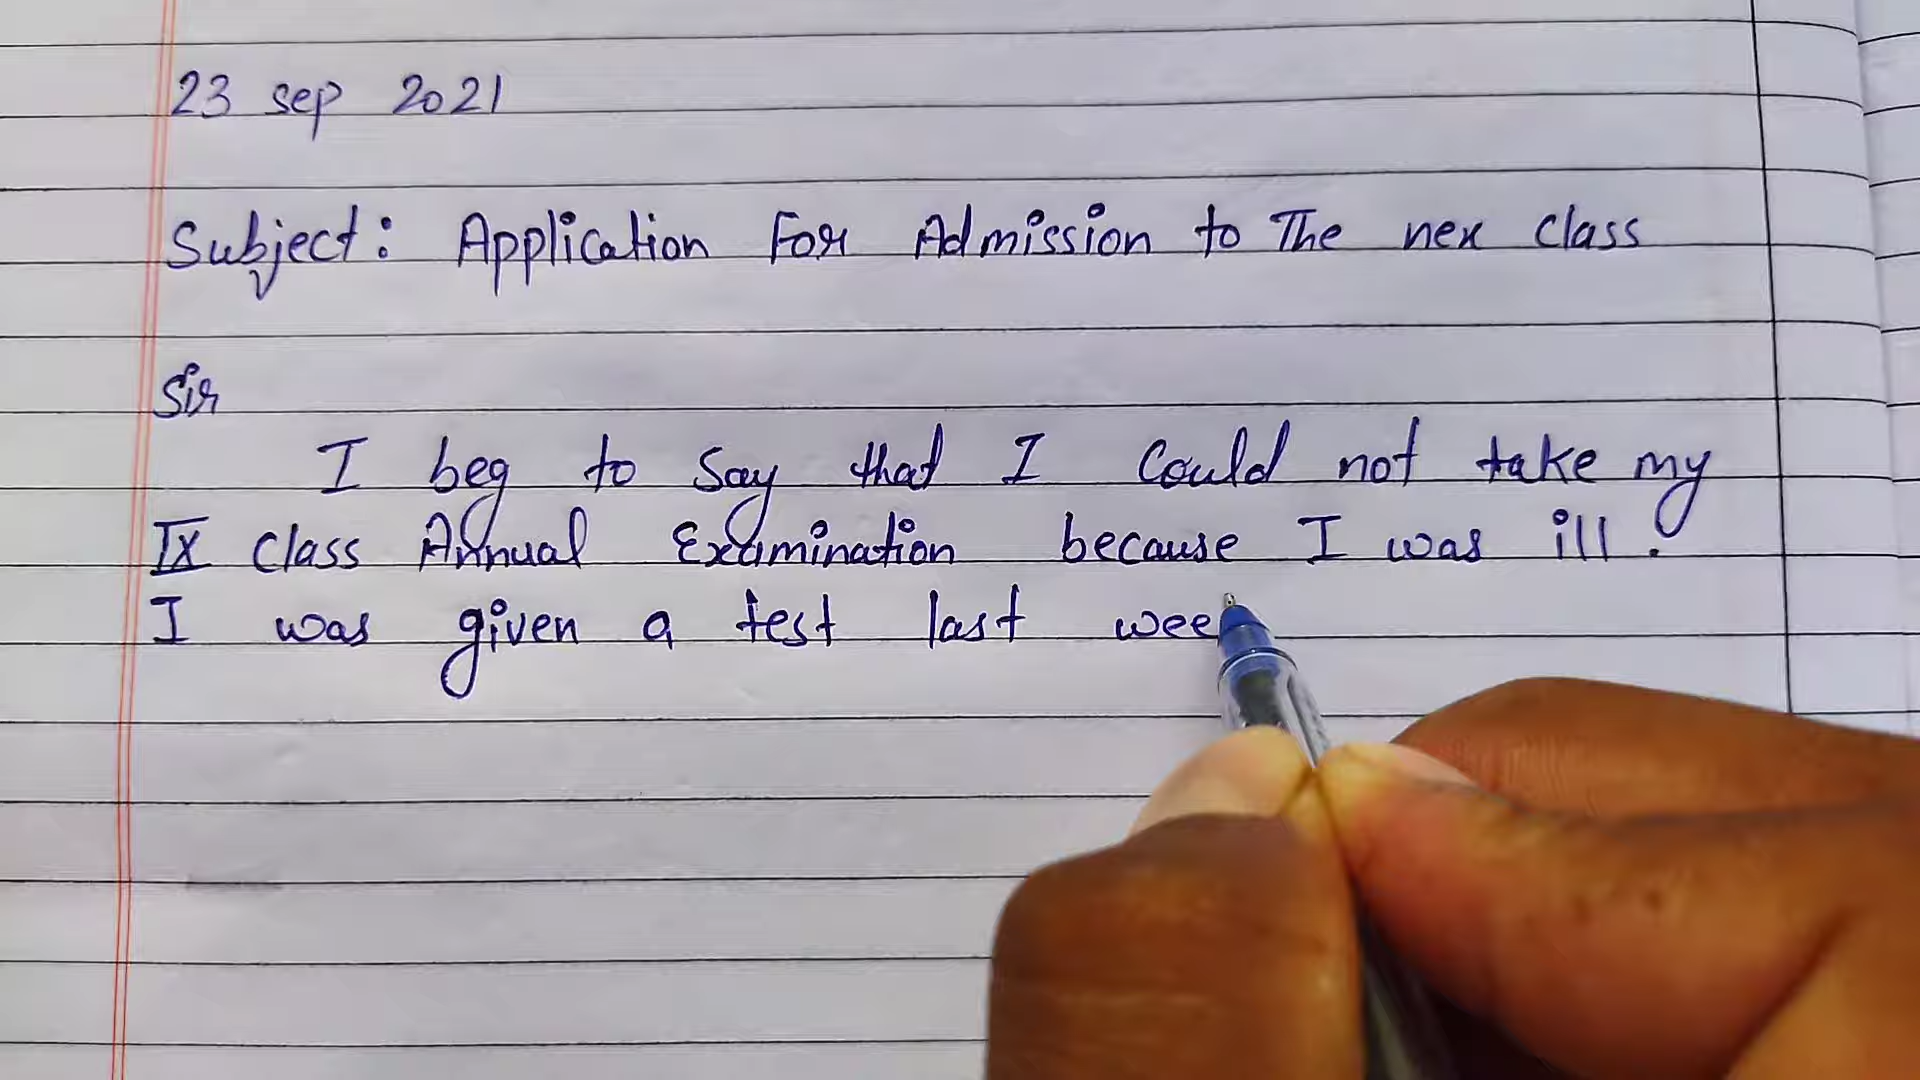 23 sep 2021
Subject: Application For Admission to The nex class
Sir
I beg to say that I could not take my
IX class Annual Examination because I was ill.
I was given a test last wee